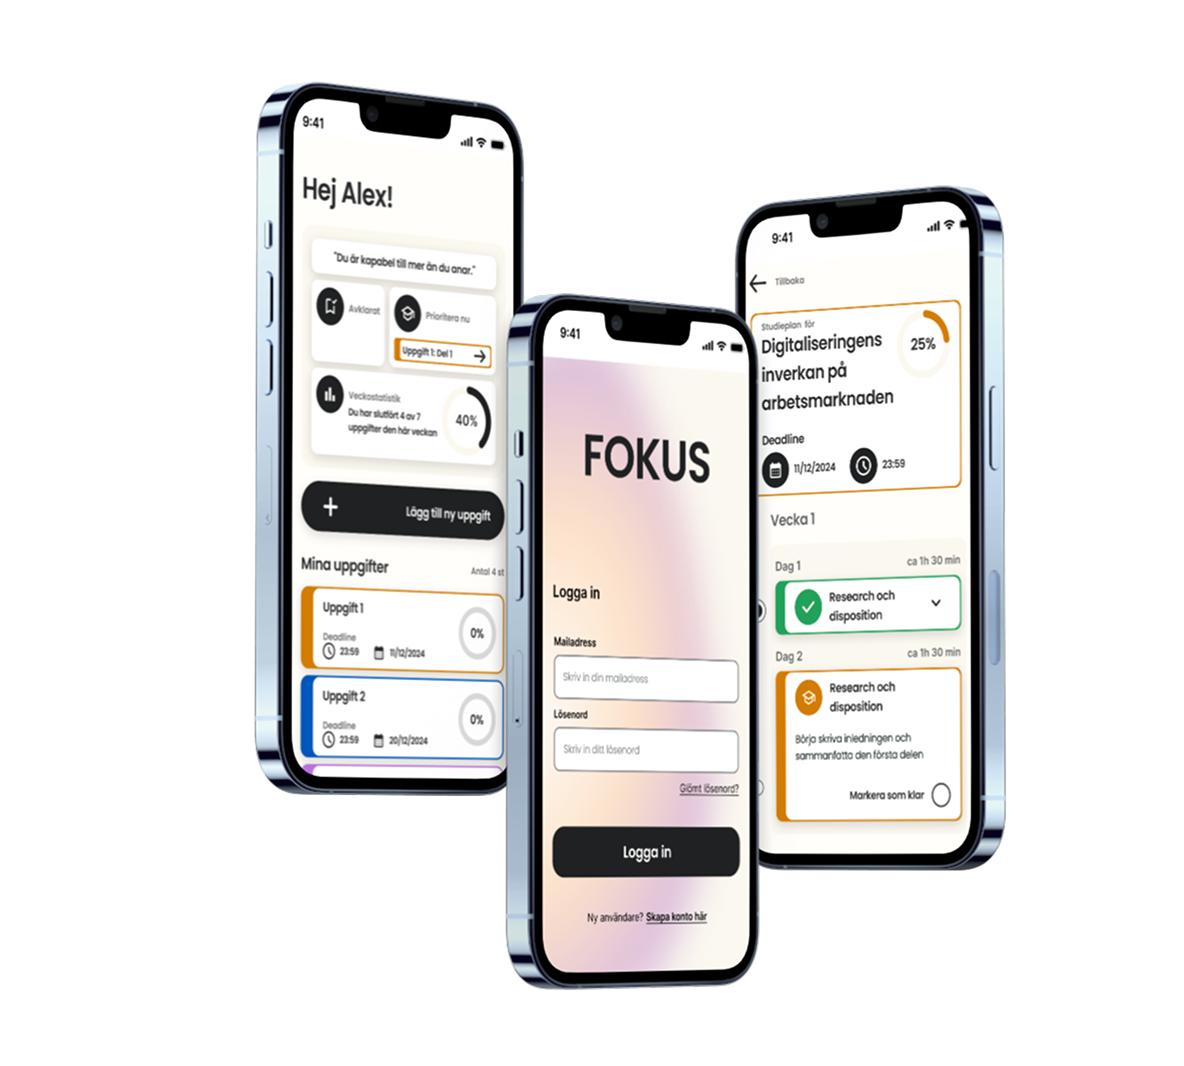 9:41
Hej Alex!
"Du är kapabel till mer än du anar."
Avklarat
Prioritera nu
Uppgift 1: Del 1
Veckostatistik
Du har slutfört 4 av 7
uppgifter den här veckan
40%
Lägg till ny uppgift
Mina uppgifter
Antal 4 st
Uppgift 1
Deadline
23:59
11/12/2024
0%
Uppgift 2
Deadline
23:59
20/12/2024
0%
9:41
FOKUS
Logga in
Mailadress
Skriv in din mailadress
Lösenord
Skriv in ditt lösenord
Glömt lösenord?
Logga in
Ny användare? Skapa konto här
9:41
Tillbaka
Studieplan för
Digitaliseringens
inverkan på
arbetsmarknaden
25%
Deadline
11/12/2024
23:59
Vecka 1
Dag 1
ca 1h 30 min
Research och
disposition
Dag 2
ca 1h 30 min
Research och
disposition
Börja skriva inledningen och
sammanfatta den första delen
Markera som klar